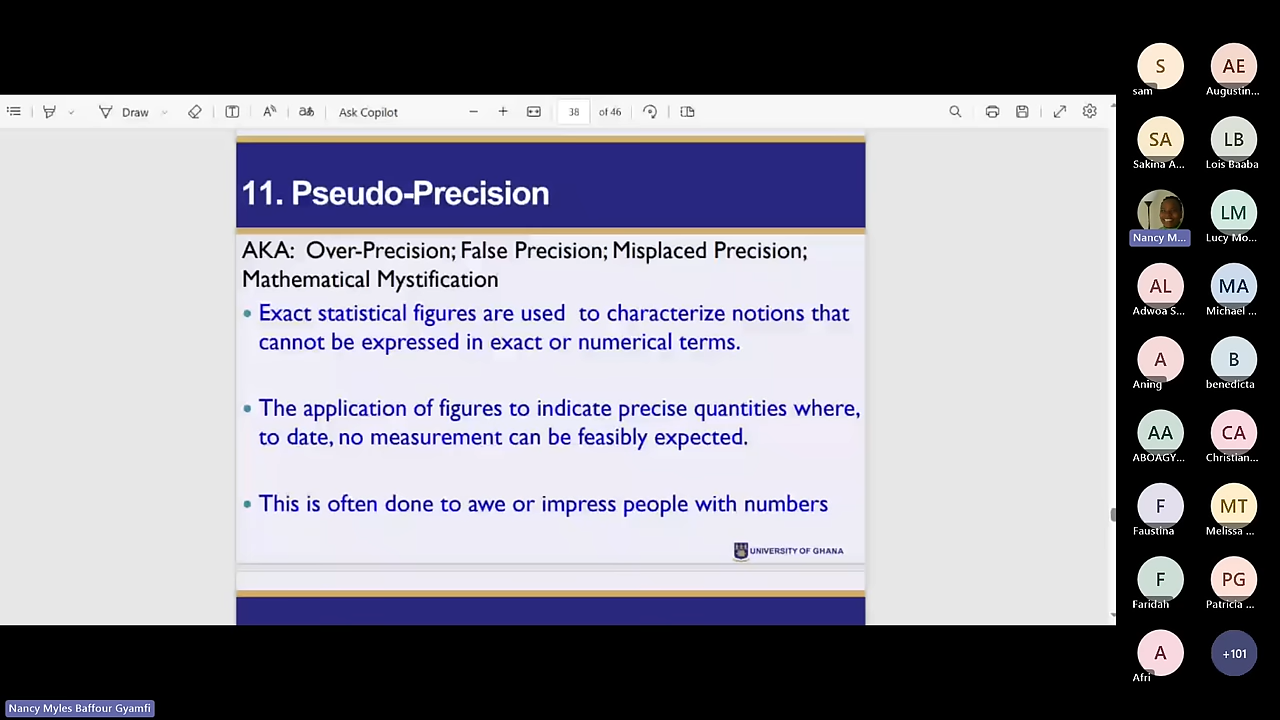 Draw
Ask Copilot
38 of 46
11. Pseudo-Precision
AKA: Over-Precision; False Precision; Misplaced Precision;
Mathematical Mystification
• Exact statistical figures are used to characterize notions that
cannot be expressed in exact or numerical terms.
• The application of figures to indicate precise quantities where,
to date, no measurement can be feasibly expected.
• This is often done to awe or impress people with numbers
UNIVERSITY OF GHANA
S
sam
AE
Augustin...
SA
Sakina A...
LB
Lois Baaba
Nancy M...
LM
Lucy Mo...
AL
Adwoa S...
MA
Michael ...
A
Aning
B
benedicta
AA
ABOAGY...
CA
Christian...
F
Faustina
MT
Melissa ...
F
Faridah
PG
Patricia ...
A
Afri
+101
Nancy Myles Baffour Gyamfi